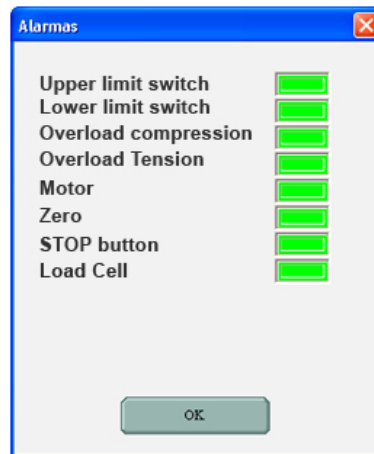 Alarmas
Upper limit switch
Lower limit switch
Overload compression
Overload Tension
Motor
Zero
STOP button
Load Cell
OK